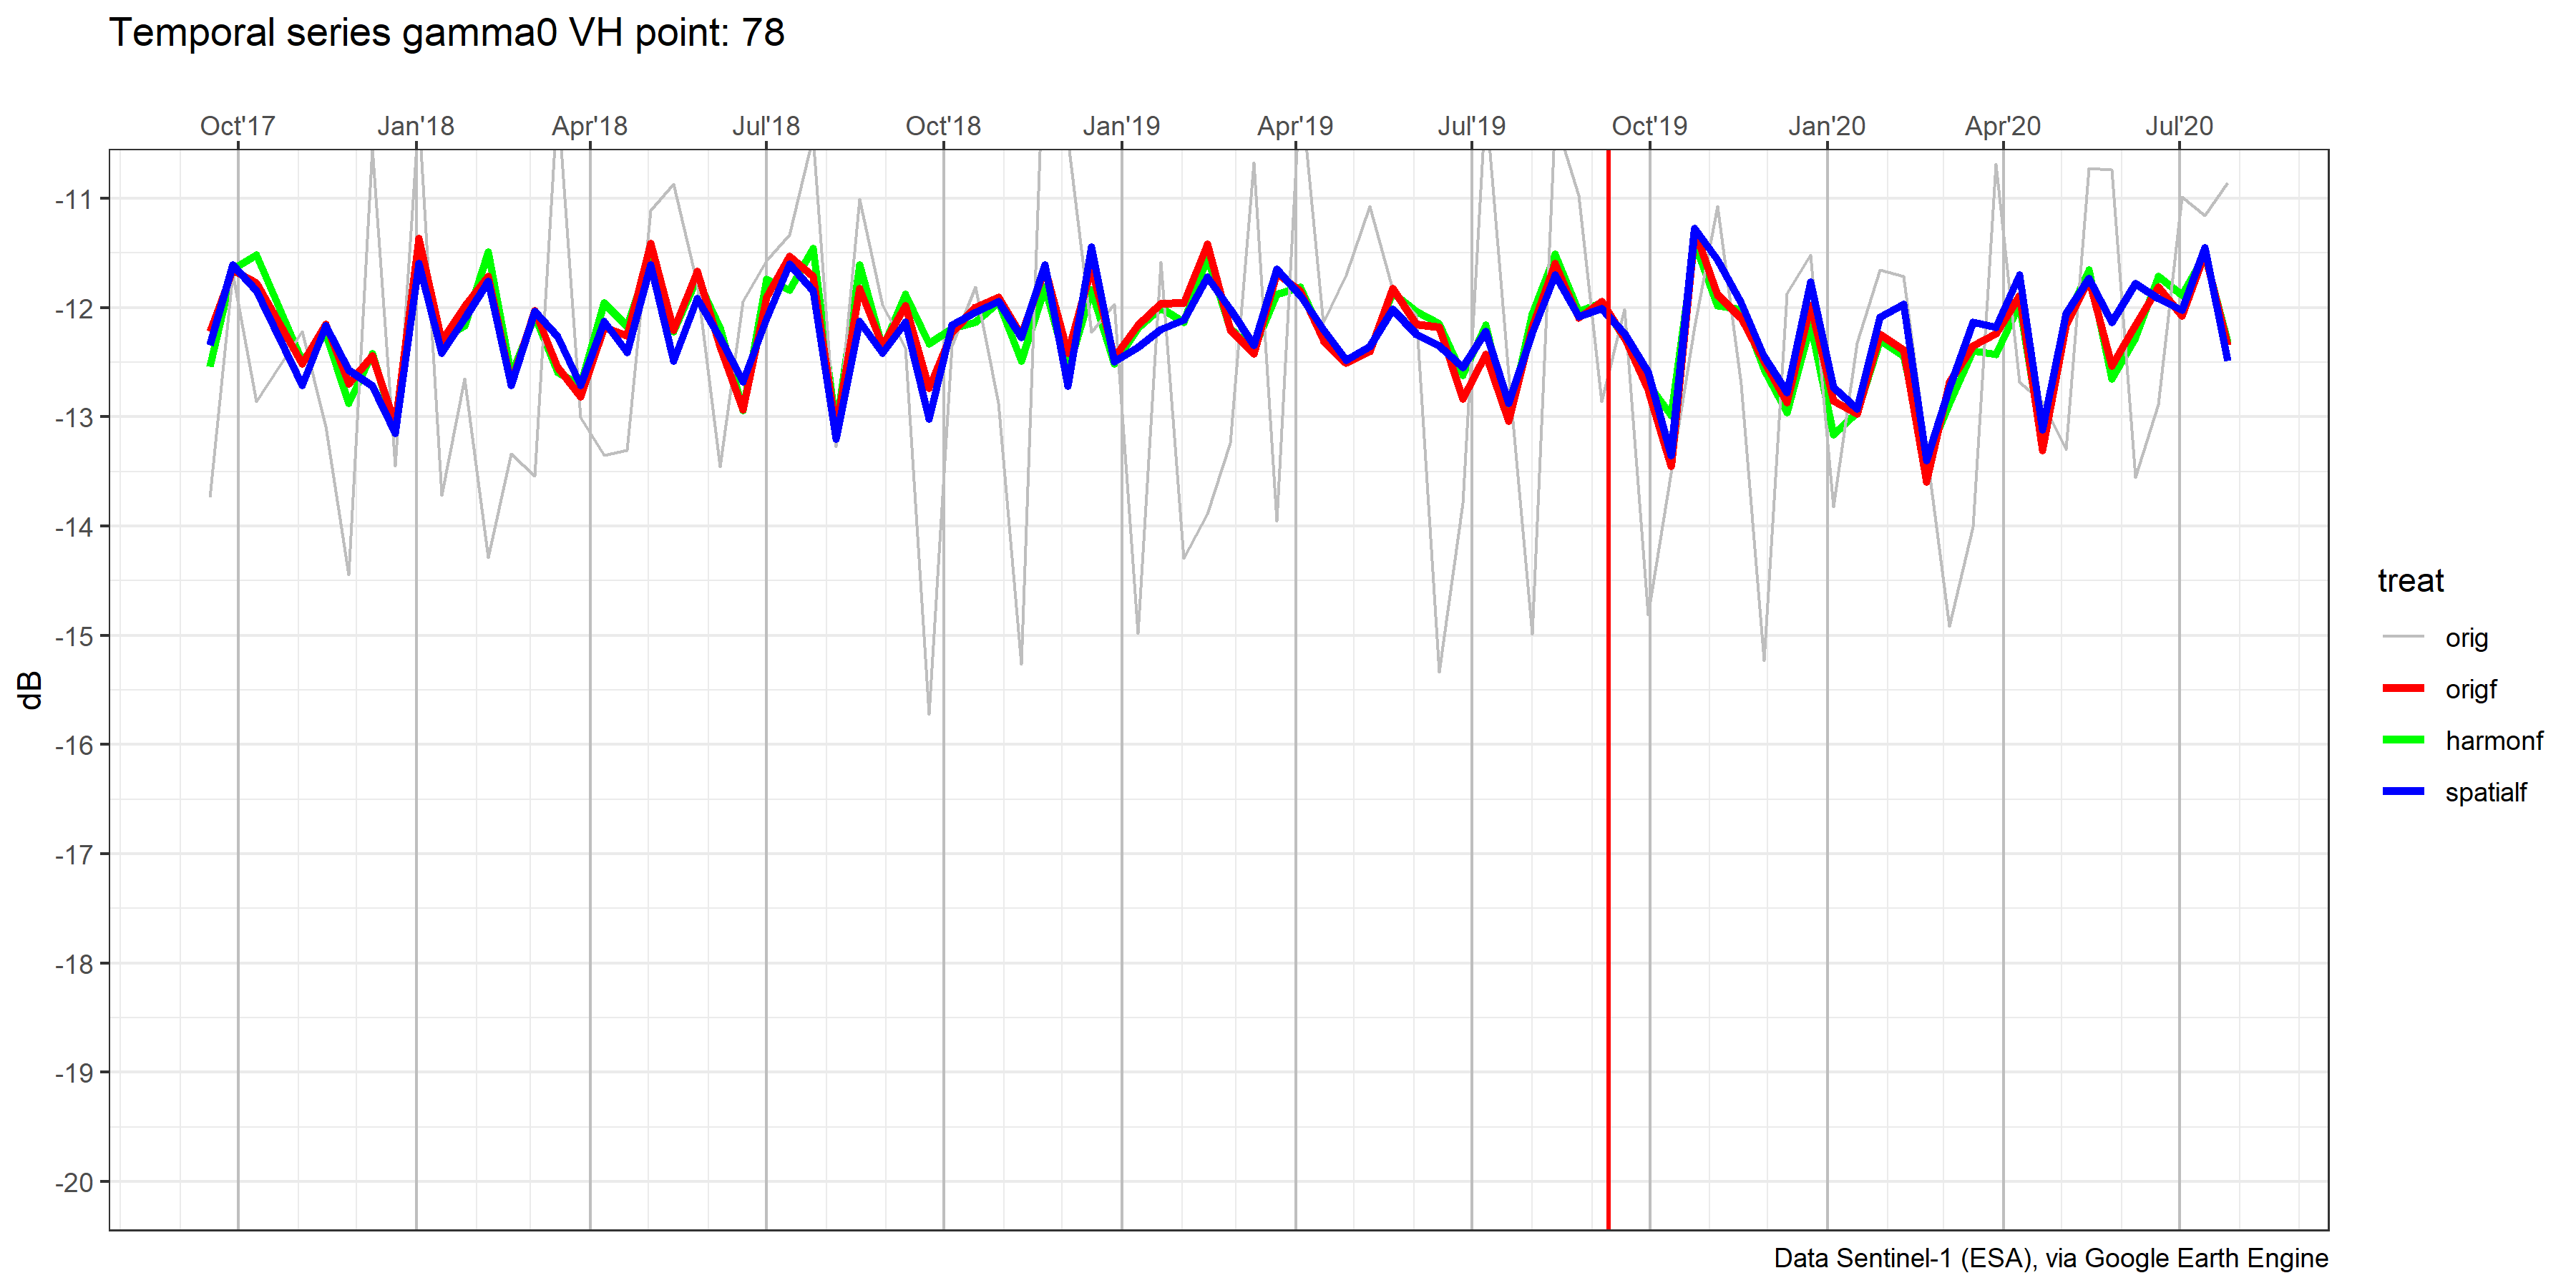 Temporal series gamma0 VH point: 78
Oct'17 Jan'18 Apr'18 Jul'18 Oct'18 Jan'19 Apr'19 Jul'19 Oct'19 Jan'20 Apr'20 Jul'20
-11
-12
-13
-14
-15
-16
-17
-18
-19
-20
dB
treat
orig
origf
harmonf
spatialf
Data Sentinel-1 (ESA), via Google Earth Engine